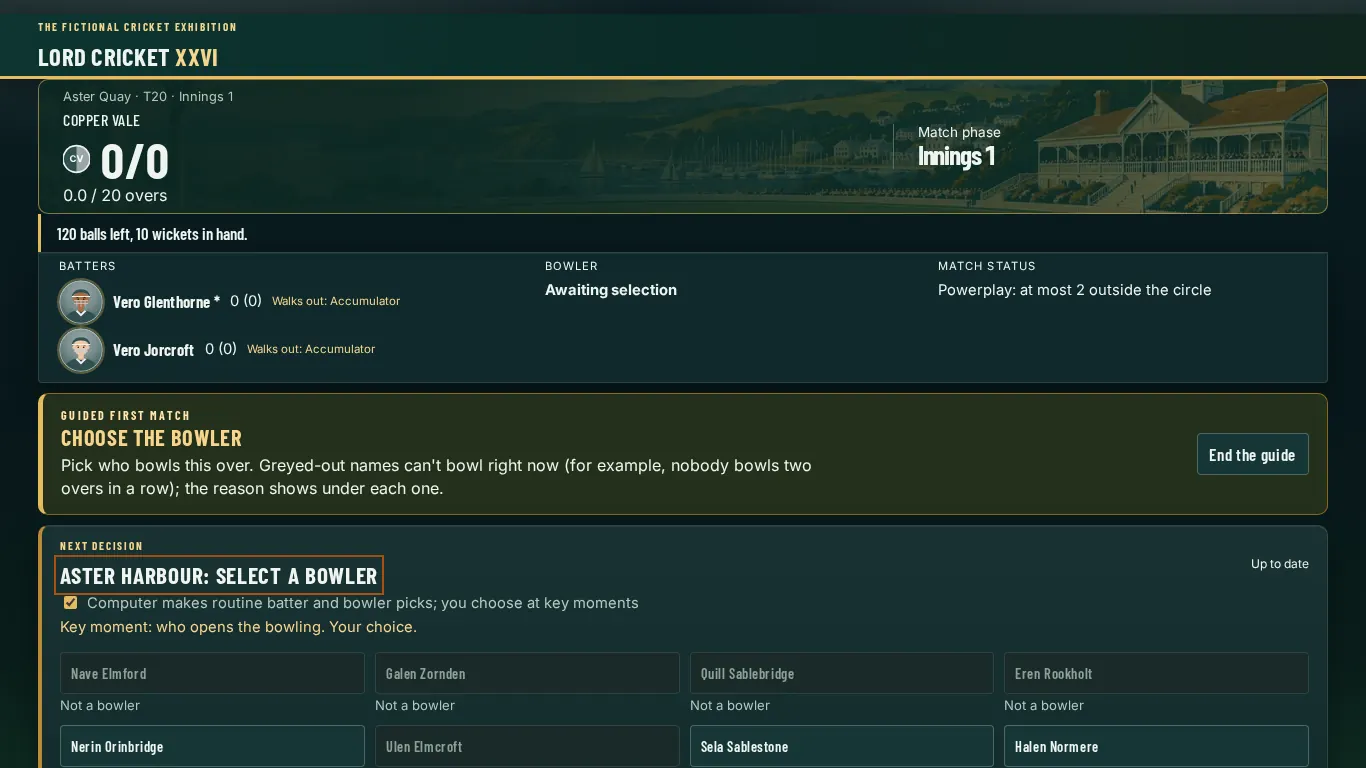 THE FICTIONAL CRICKET EXHIBITION
LORD CRICKET XXVI
Aster Quay · T20 · Innings 1
COPPER VALE
CV 0/0
0.0 / 20 overs
Match phase
Innings 1
120 balls left, 10 wickets in hand.
BATTERS
Vero Glenthorne * 0 (0) Walks out: Accumulator
Vero Jorcroft 0 (0) Walks out: Accumulator
BOWLER
Awaiting selection
MATCH STATUS
Powerplay: at most 2 outside the circle
GUIDED FIRST MATCH
CHOOSE THE BOWLER
Pick who bowls this over. Greyed-out names can't bowl right now (for example, nobody bowls two
overs in a row); the reason shows under each one.
End the guide
NEXT DECISION
ASTER HARBOUR: SELECT A BOWLER
Up to date
Computer makes routine batter and bowler picks; you choose at key moments
Key moment: who opens the bowling. Your choice.
Nave Elmford
Not a bowler
Galen Zornden
Not a bowler
Quill Sablebridge
Not a bowler
Eren Rookholt
Not a bowler
Nerin Orinbridge
Ulen Elmcroft
Sela Sablestone
Halen Normere